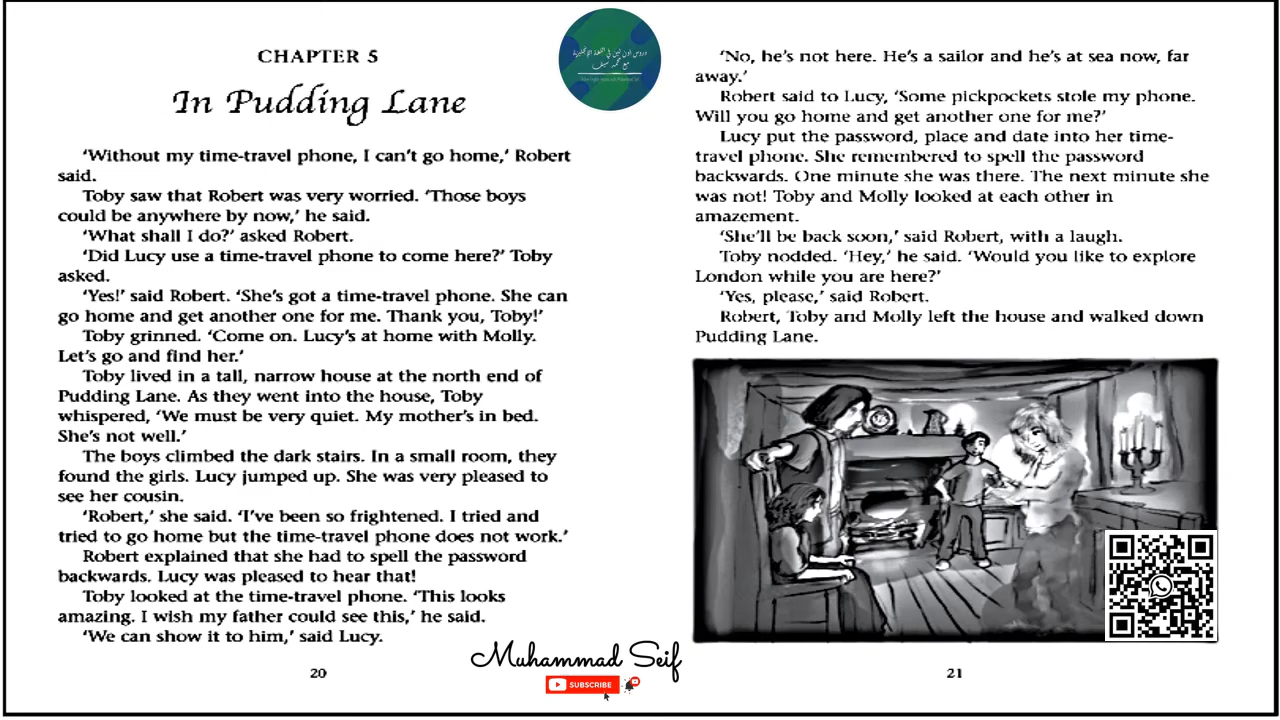 CHAPTER 5
In Pudding Lane
‘Without my time-travel phone, I can’t go home,’ Robert
said.
Toby saw that Robert was very worried. ‘Those boys
could be anywhere by now,’ he said.
‘What shall I do?’ asked Robert.
‘Did Lucy use a time-travel phone to come here?’ Toby
asked.
‘Yes!’ said Robert. ‘She’s got a time-travel phone. She can
go home and get another one for me. Thank you, Toby!’
Toby grinned. ‘Come on. Lucy’s at home with Molly.
Let’s go and find her.’
Toby lived in a tall, narrow house at the north end of
Pudding Lane. As they went into the house, Toby
whispered, ‘We must be very quiet. My mother’s in bed.
She’s not well.’
The boys climbed the dark stairs. In a small room, they
found the girls. Lucy jumped up. She was very pleased to
see her cousin.
‘Robert,’ she said. ‘I’ve been so frightened. I tried and
tried to go home but the time-travel phone does not work.’
Robert explained that she had to spell the password
backwards. Lucy was pleased to hear that!
Toby looked at the time-travel phone. ‘This looks
amazing. I wish my father could see this,’ he said.
‘We can show it to him,’ said Lucy.
20
‘No, he’s not here. He’s a sailor and he’s at sea now, far
away.’
Robert said to Lucy, ‘Some pickpockets stole my phone.
Will you go home and get another one for me?’
Lucy put the password, place and date into her time-
travel phone. She remembered to spell the password
backwards. One minute she was there. The next minute she
was not! Toby and Molly looked at each other in
amazement.
‘She’ll be back soon,’ said Robert, with a laugh.
Toby nodded. ‘Hey,’ he said. ‘Would you like to explore
London while you are here?’
‘Yes, please,’ said Robert.
Robert, Toby and Molly left the house and walked down
Pudding Lane.
21
دروس اون لاين في اللغة الإنجليزية
مع محمد سيف
Muhammad Seif
SUBSCRIBE